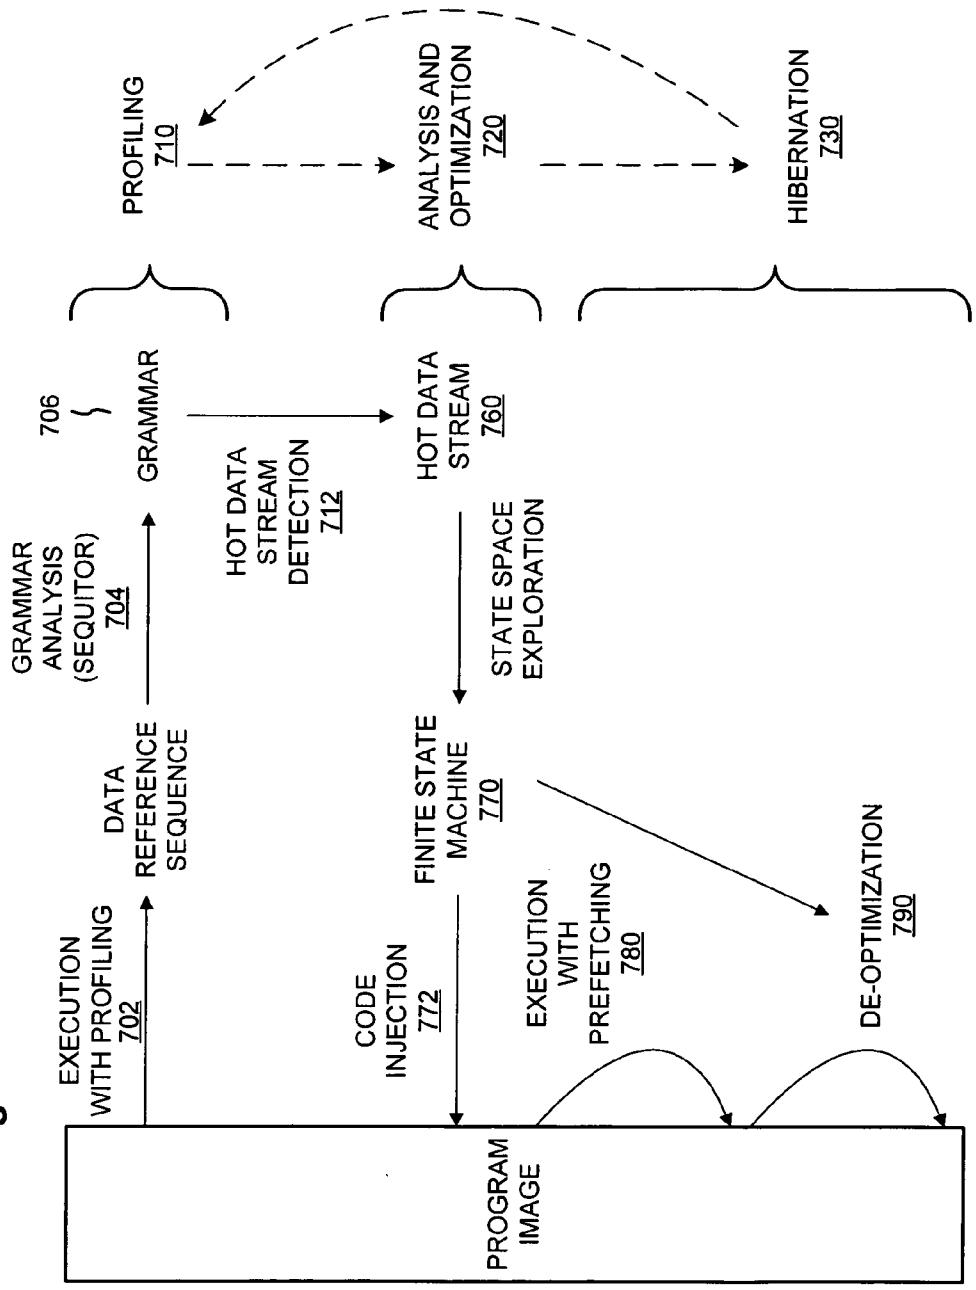 EXECUTION
WITH PROFILING
702
DATA
REFERENCE
SEQUENCE
GRAMMAR
ANALYSIS
(SEQUITOR)
704
706
GRAMMAR
PROFILING
710
HOT DATA
STREAM
DETECTION
712
PROGRAM
IMAGE
CODE
INJECTION
772
FINITE STATE
MACHINE
770
STATE SPACE
EXPLORATION
HOT DATA
STREAM
760
ANALYSIS AND
OPTIMIZATION
720
EXECUTION
WITH
PREFETCHING
780
DE-OPTIMIZATION
790
HIBERNATION
730